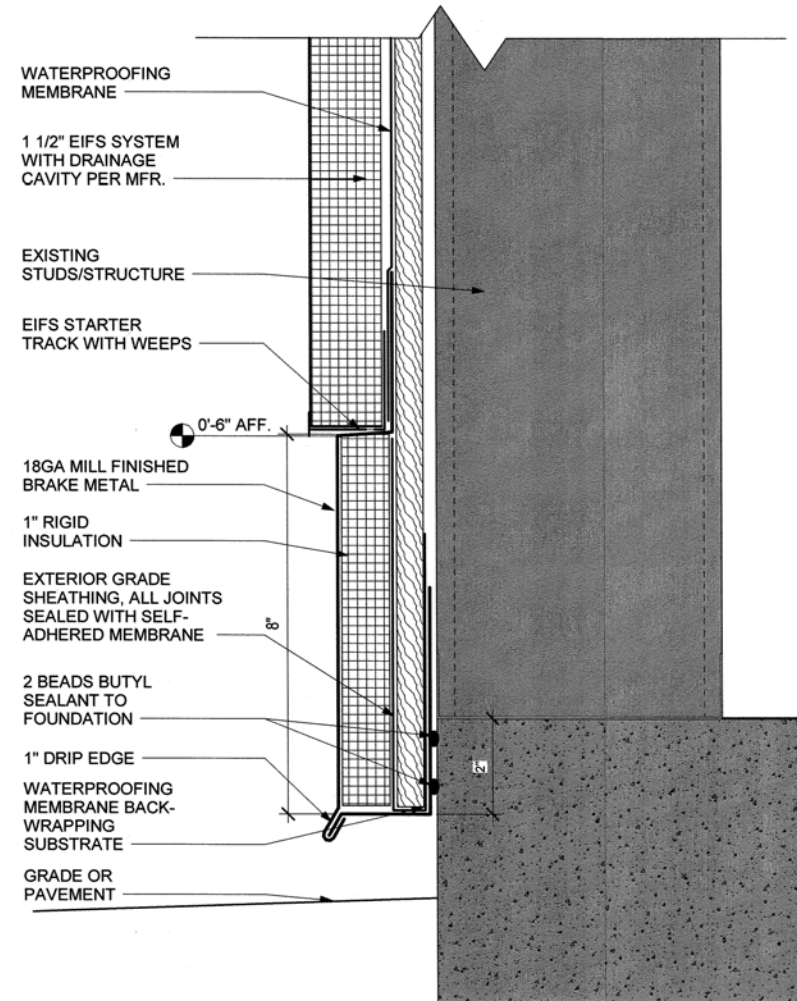 WATERPROOFING
MEMBRANE
1 1/2" EIFS SYSTEM
WITH DRAINAGE
CAVITY PER MFR.
EXISTING
STUDS/STRUCTURE
EIFS STARTER
TRACK WITH WEEPS
0'-6" AFF.
18GA MILL FINISHED
BRAKE METAL
1" RIGID
INSULATION
EXTERIOR GRADE
SHEATHING, ALL JOINTS
SEALED WITH SELF-
ADHERED MEMBRANE
8"
2 BEADS BUTYL
SEALANT TO
FOUNDATION
2"
1" DRIP EDGE
WATERPROOFING
MEMBRANE BACK-
WRAPPING
SUBSTRATE
GRADE OR
PAVEMENT